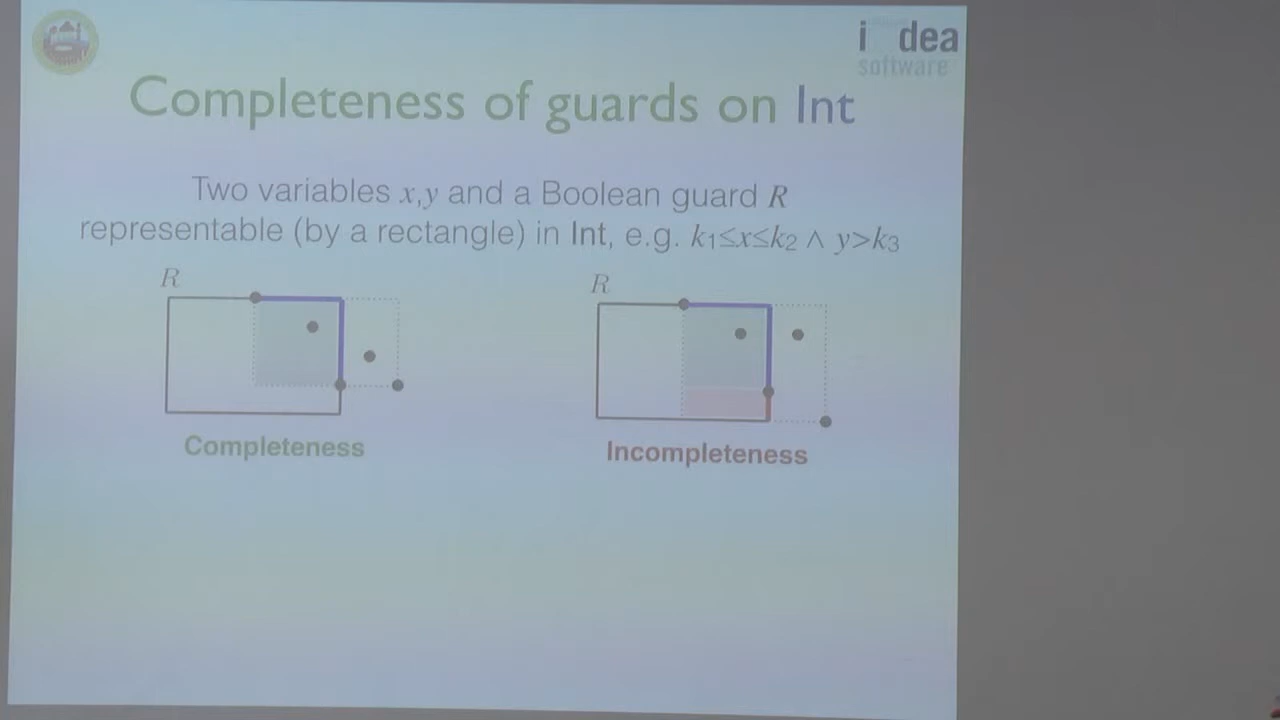 i dea
software
Completeness of guards on Int
Two variables x,y and a Boolean guard R
representable (by a rectangle) in Int, e.g. k1≤x≤k2 ∧ y>k3
R
R
Completeness
Incompleteness